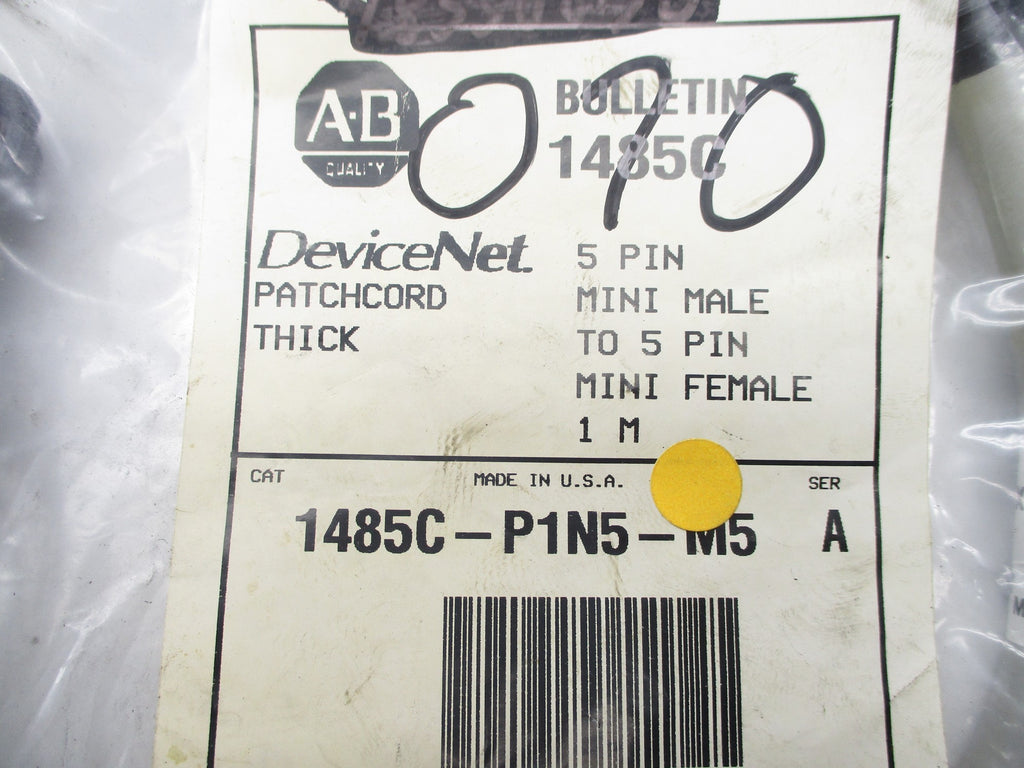 A·B
QUALITY
070
BULLETIN
1485C
DeviceNet.
PATCHCORD
THICK
5 PIN
MINI MALE
TO 5 PIN
MINI FEMALE
1 M
CAT
MADE IN U.S.A.
SER
1485C-P1N5-M5 A